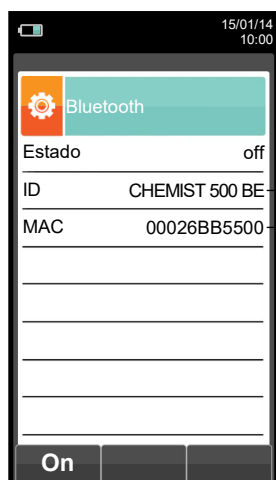 15/01/14
10:00
Bluetooth
Estado off
ID CHEMIST 500 BE
MAC 00026BB5500
On